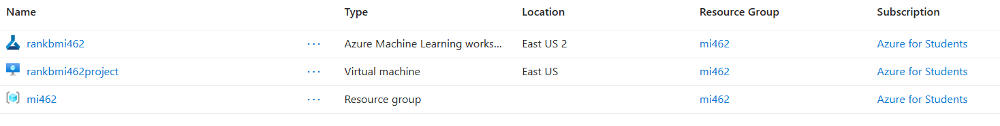 Name Type Location Resource Group Subscription
rankbmi462 ··· Azure Machine Learning works... East US 2 mi462 Azure for Students
rankbmi462project ··· Virtual machine East US mi462 Azure for Students
mi462 ··· Resource group mi462 Azure for Students